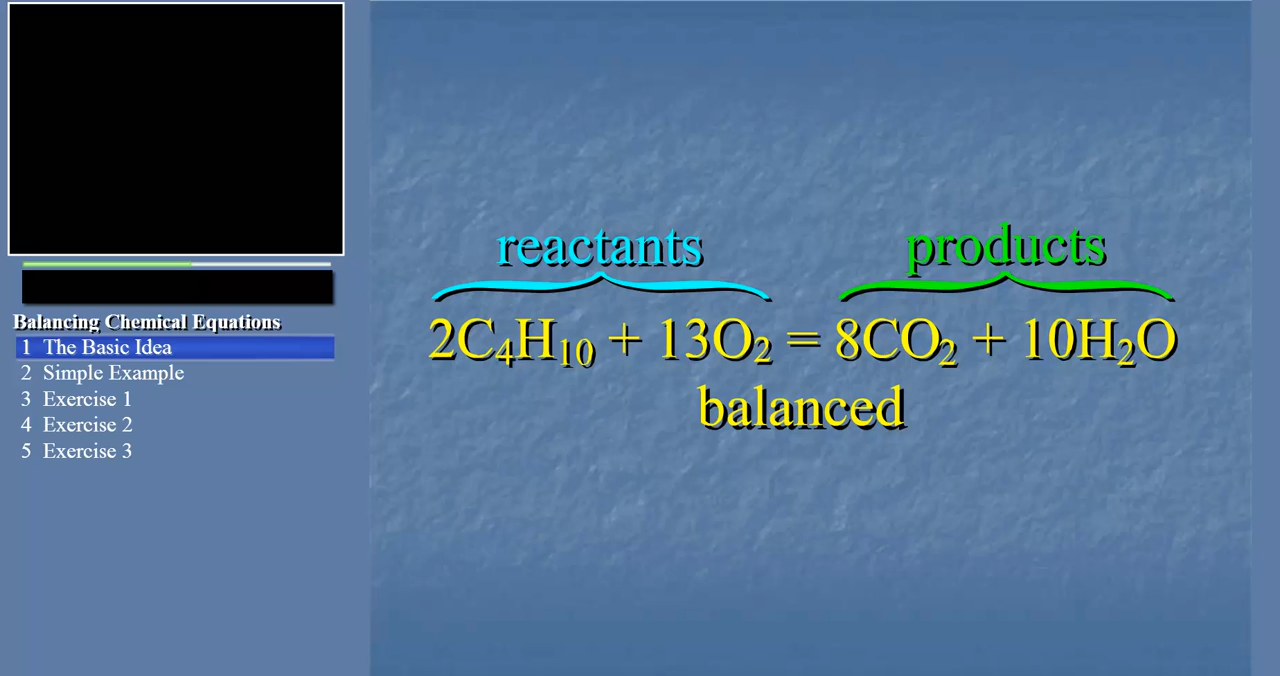 Balancing Chemical Equations
1 The Basic Idea
2 Simple Example
3 Exercise 1
4 Exercise 2
5 Exercise 3
reactants products
2C₄H₁₀ + 13O₂ = 8CO₂ + 10H₂O
balanced